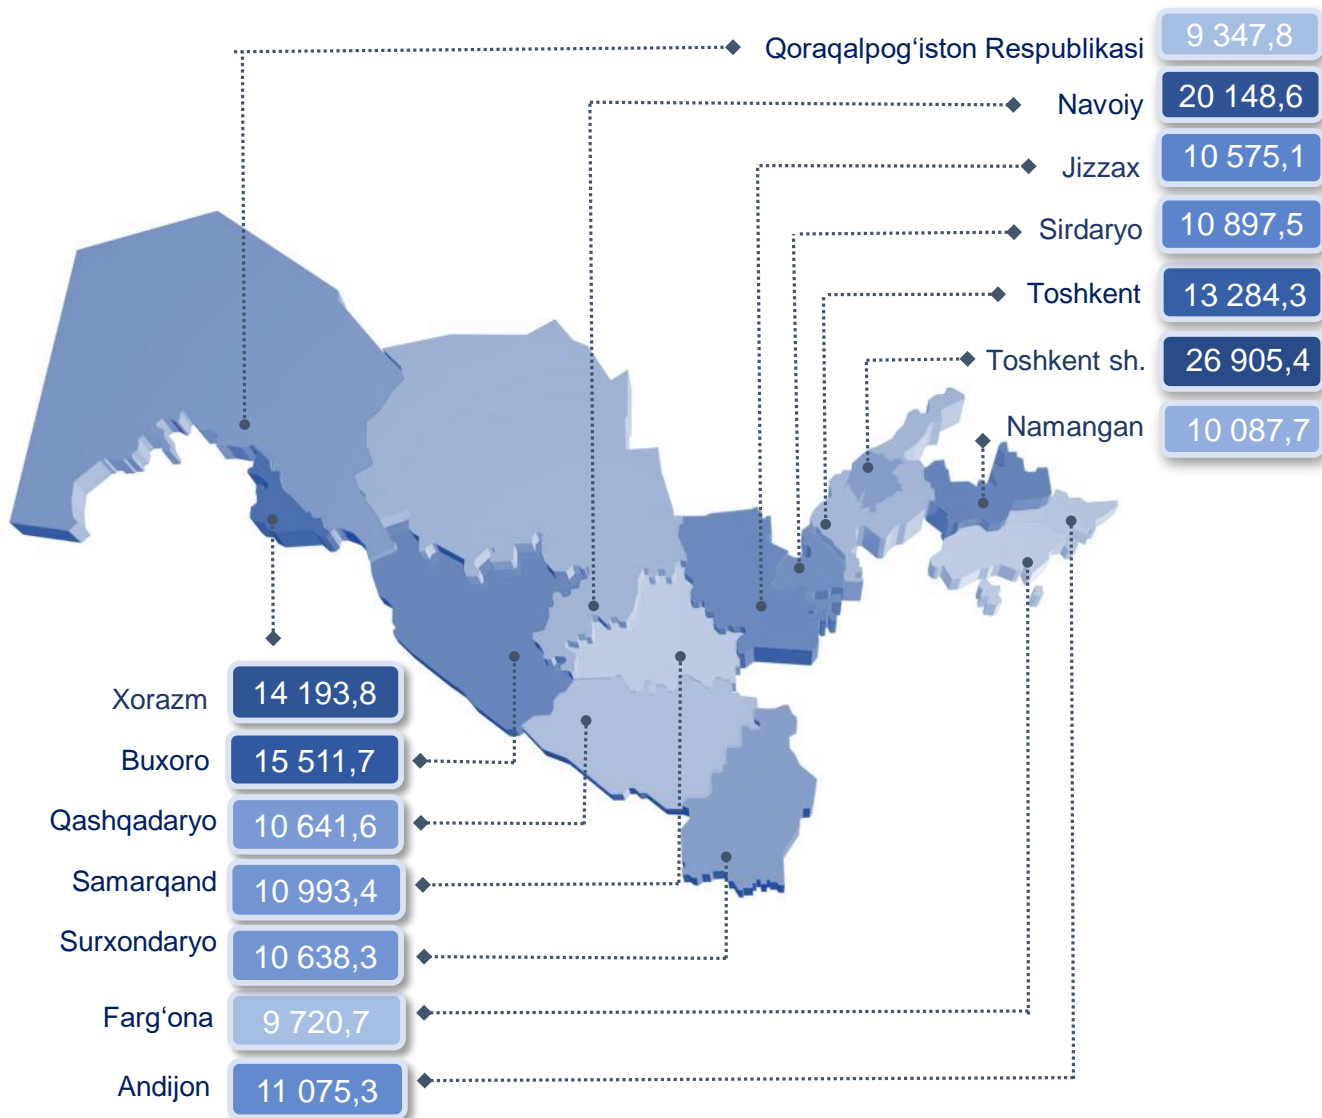 Qoraqalpog‘iston Respublikasi 9 347,8
Navoiy 20 148,6
Jizzax 10 575,1
Sirdaryo 10 897,5
Toshkent 13 284,3
Toshkent sh. 26 905,4
Namangan 10 087,7
Xorazm 14 193,8
Buxoro 15 511,7
Qashqadaryo 10 641,6
Samarqand 10 993,4
Surxondaryo 10 638,3
Farg‘ona 9 720,7
Andijon 11 075,3